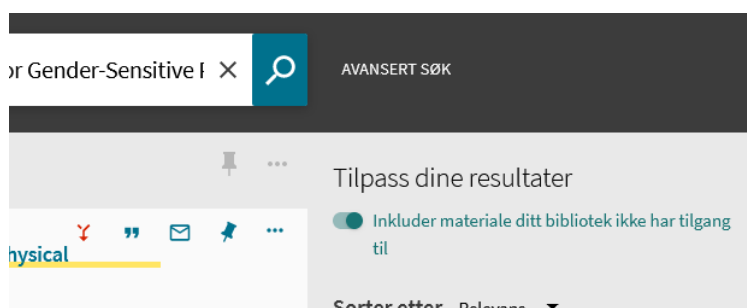 or Gender-Sensitive
AVANSERT SØK
Tilpass dine resultater
Inkluder materiale ditt bibliotek ikke har tilgang
til
hysical
Sorter etter Relevans